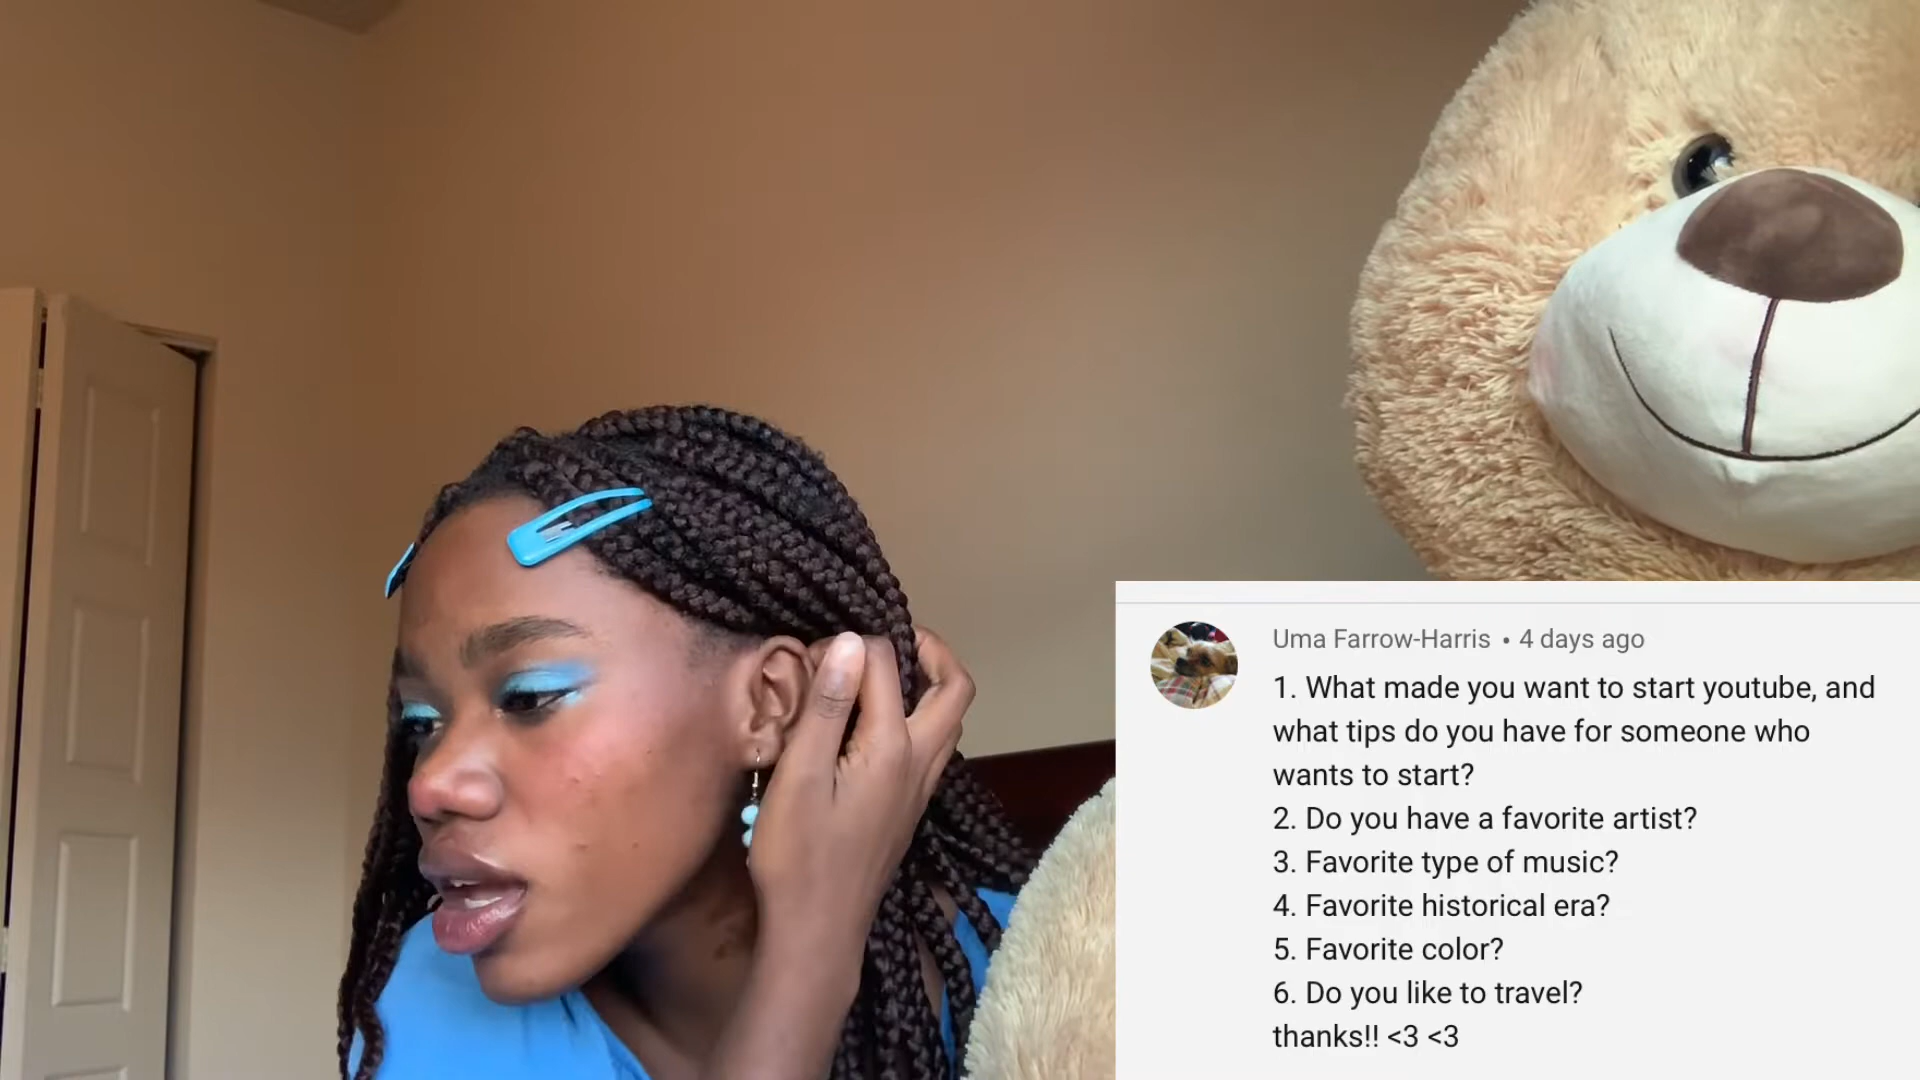 Uma Farrow-Harris • 4 days ago
1. What made you want to start youtube, and
what tips do you have for someone who
wants to start?
2. Do you have a favorite artist?
3. Favorite type of music?
4. Favorite historical era?
5. Favorite color?
6. Do you like to travel?
thanks!! <3 <3